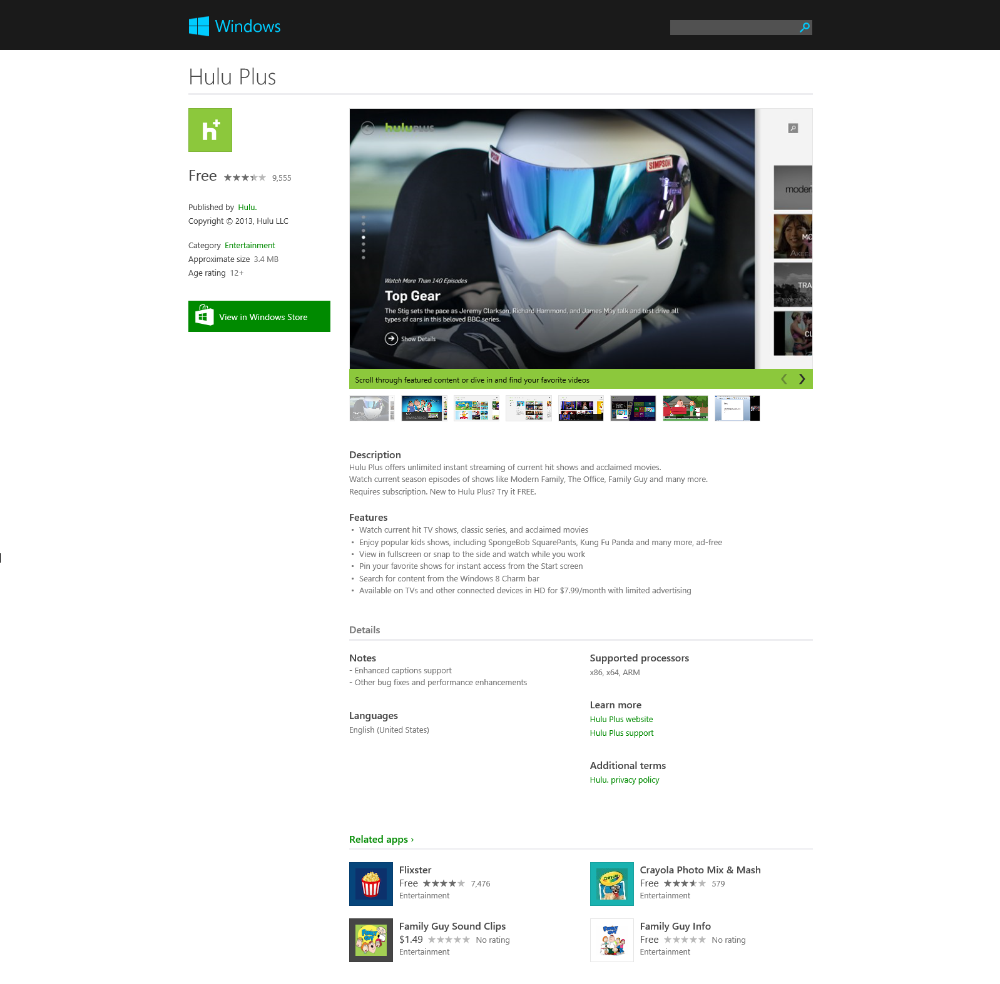 Windows
Hulu Plus
h+
Free 9,555
Published by Hulu.
Copyright © 2013, Hulu LLC
Category Entertainment
Approximate size 3.4 MB
Age rating 12+
View in Windows Store
hulu PLUS
SIMPSON
SIMPSON
Watch More Than 140 Episodes
Top Gear
The Stig sets the pace as Jeremy Clarkson, Richard Hammond, and James May talk and test drive all
types of cars in this beloved BBC series.
Show Details
moder
MO
AKEEL
TRA
CL
Scroll through featured content or dive in and find your favorite videos
Description
Hulu Plus offers unlimited instant streaming of current hit shows and acclaimed movies.
Watch current season episodes of shows like Modern Family, The Office, Family Guy and many more.
Requires subscription. New to Hulu Plus? Try it FREE.
Features
• Watch current hit TV shows, classic series, and acclaimed movies
• Enjoy popular kids shows, including SpongeBob SquarePants, Kung Fu Panda and many more, ad-free
• View in fullscreen or snap to the side and watch while you work
• Pin your favorite shows for instant access from the Start screen
• Search for content from the Windows 8 Charm bar
• Available on TVs and other connected devices in HD for $7.99/month with limited advertising
Details
Notes
- Enhanced captions support
- Other bug fixes and performance enhancements
Languages
English (United States)
Supported processors
x86, x64, ARM
Learn more
Hulu Plus website
Hulu Plus support
Additional terms
Hulu. privacy policy
Related apps ›
Flixster
Free 7,476
Entertainment
Crayola
Crayola Photo Mix & Mash
Free 579
Entertainment
FAMILY GUY
Family Guy Sound Clips
$1.49 No rating
Entertainment
FAMILY GUY
Family Guy Info
Free No rating
Entertainment